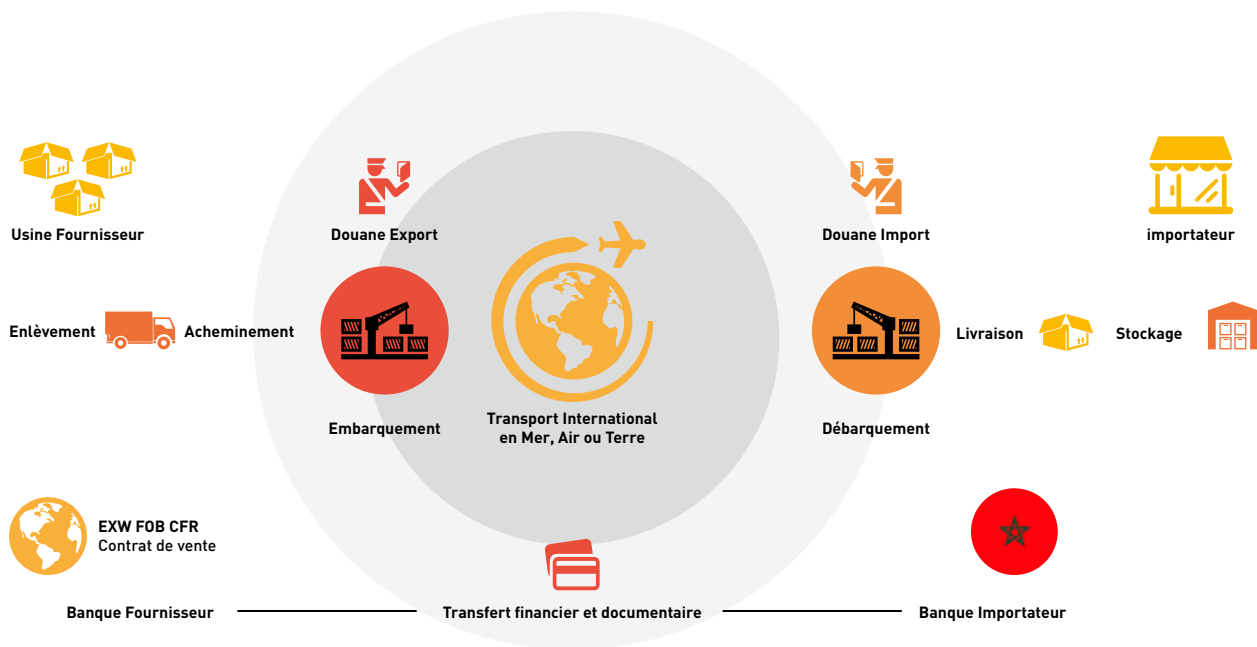 Usine Fournisseur
Douane Export
Douane Import
importateur
Enlèvement
Acheminement
Livraison
Stockage
Embarquement
Transport International
en Mer, Air ou Terre
Débarquement
EXW FOB CFR
Contrat de vente
Banque Fournisseur
Transfert financier et documentaire
Banque Importateur